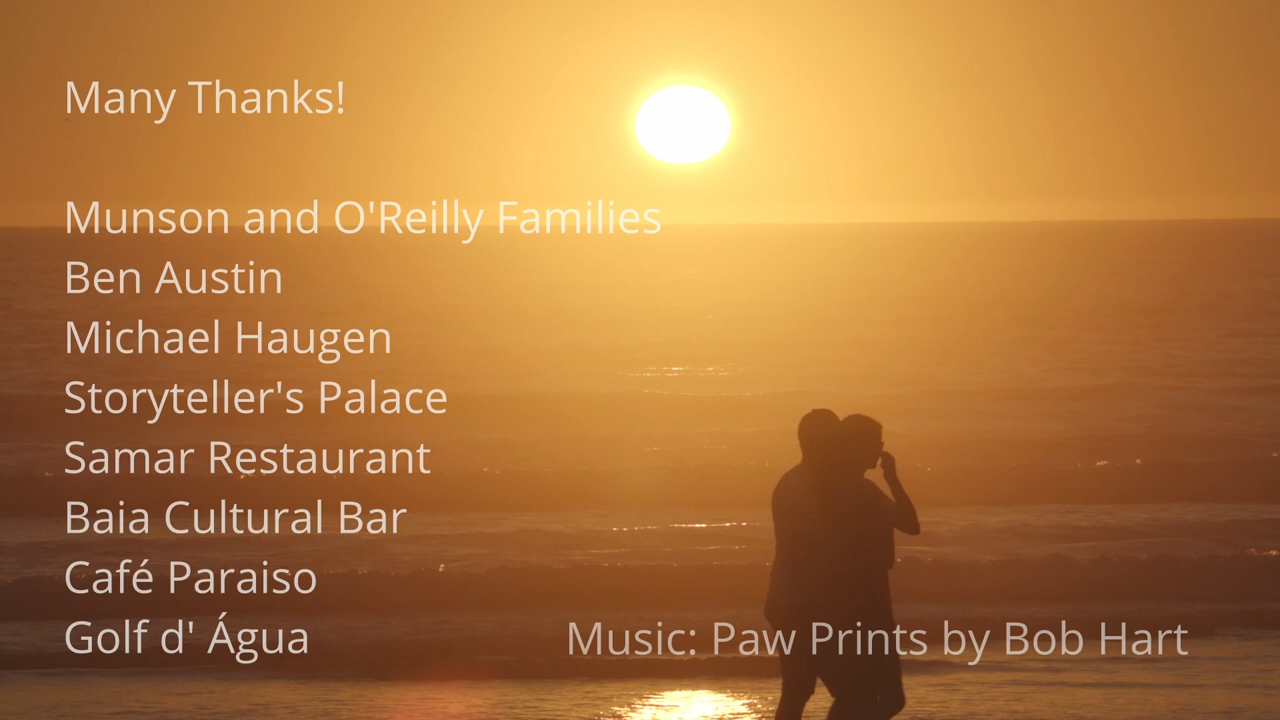 Many Thanks!
Munson and O'Reilly Families
Ben Austin
Michael Haugen
Storyteller's Palace
Samar Restaurant
Baia Cultural Bar
Café Paraiso
Golf d' Água
Music: Paw Prints by Bob Hart